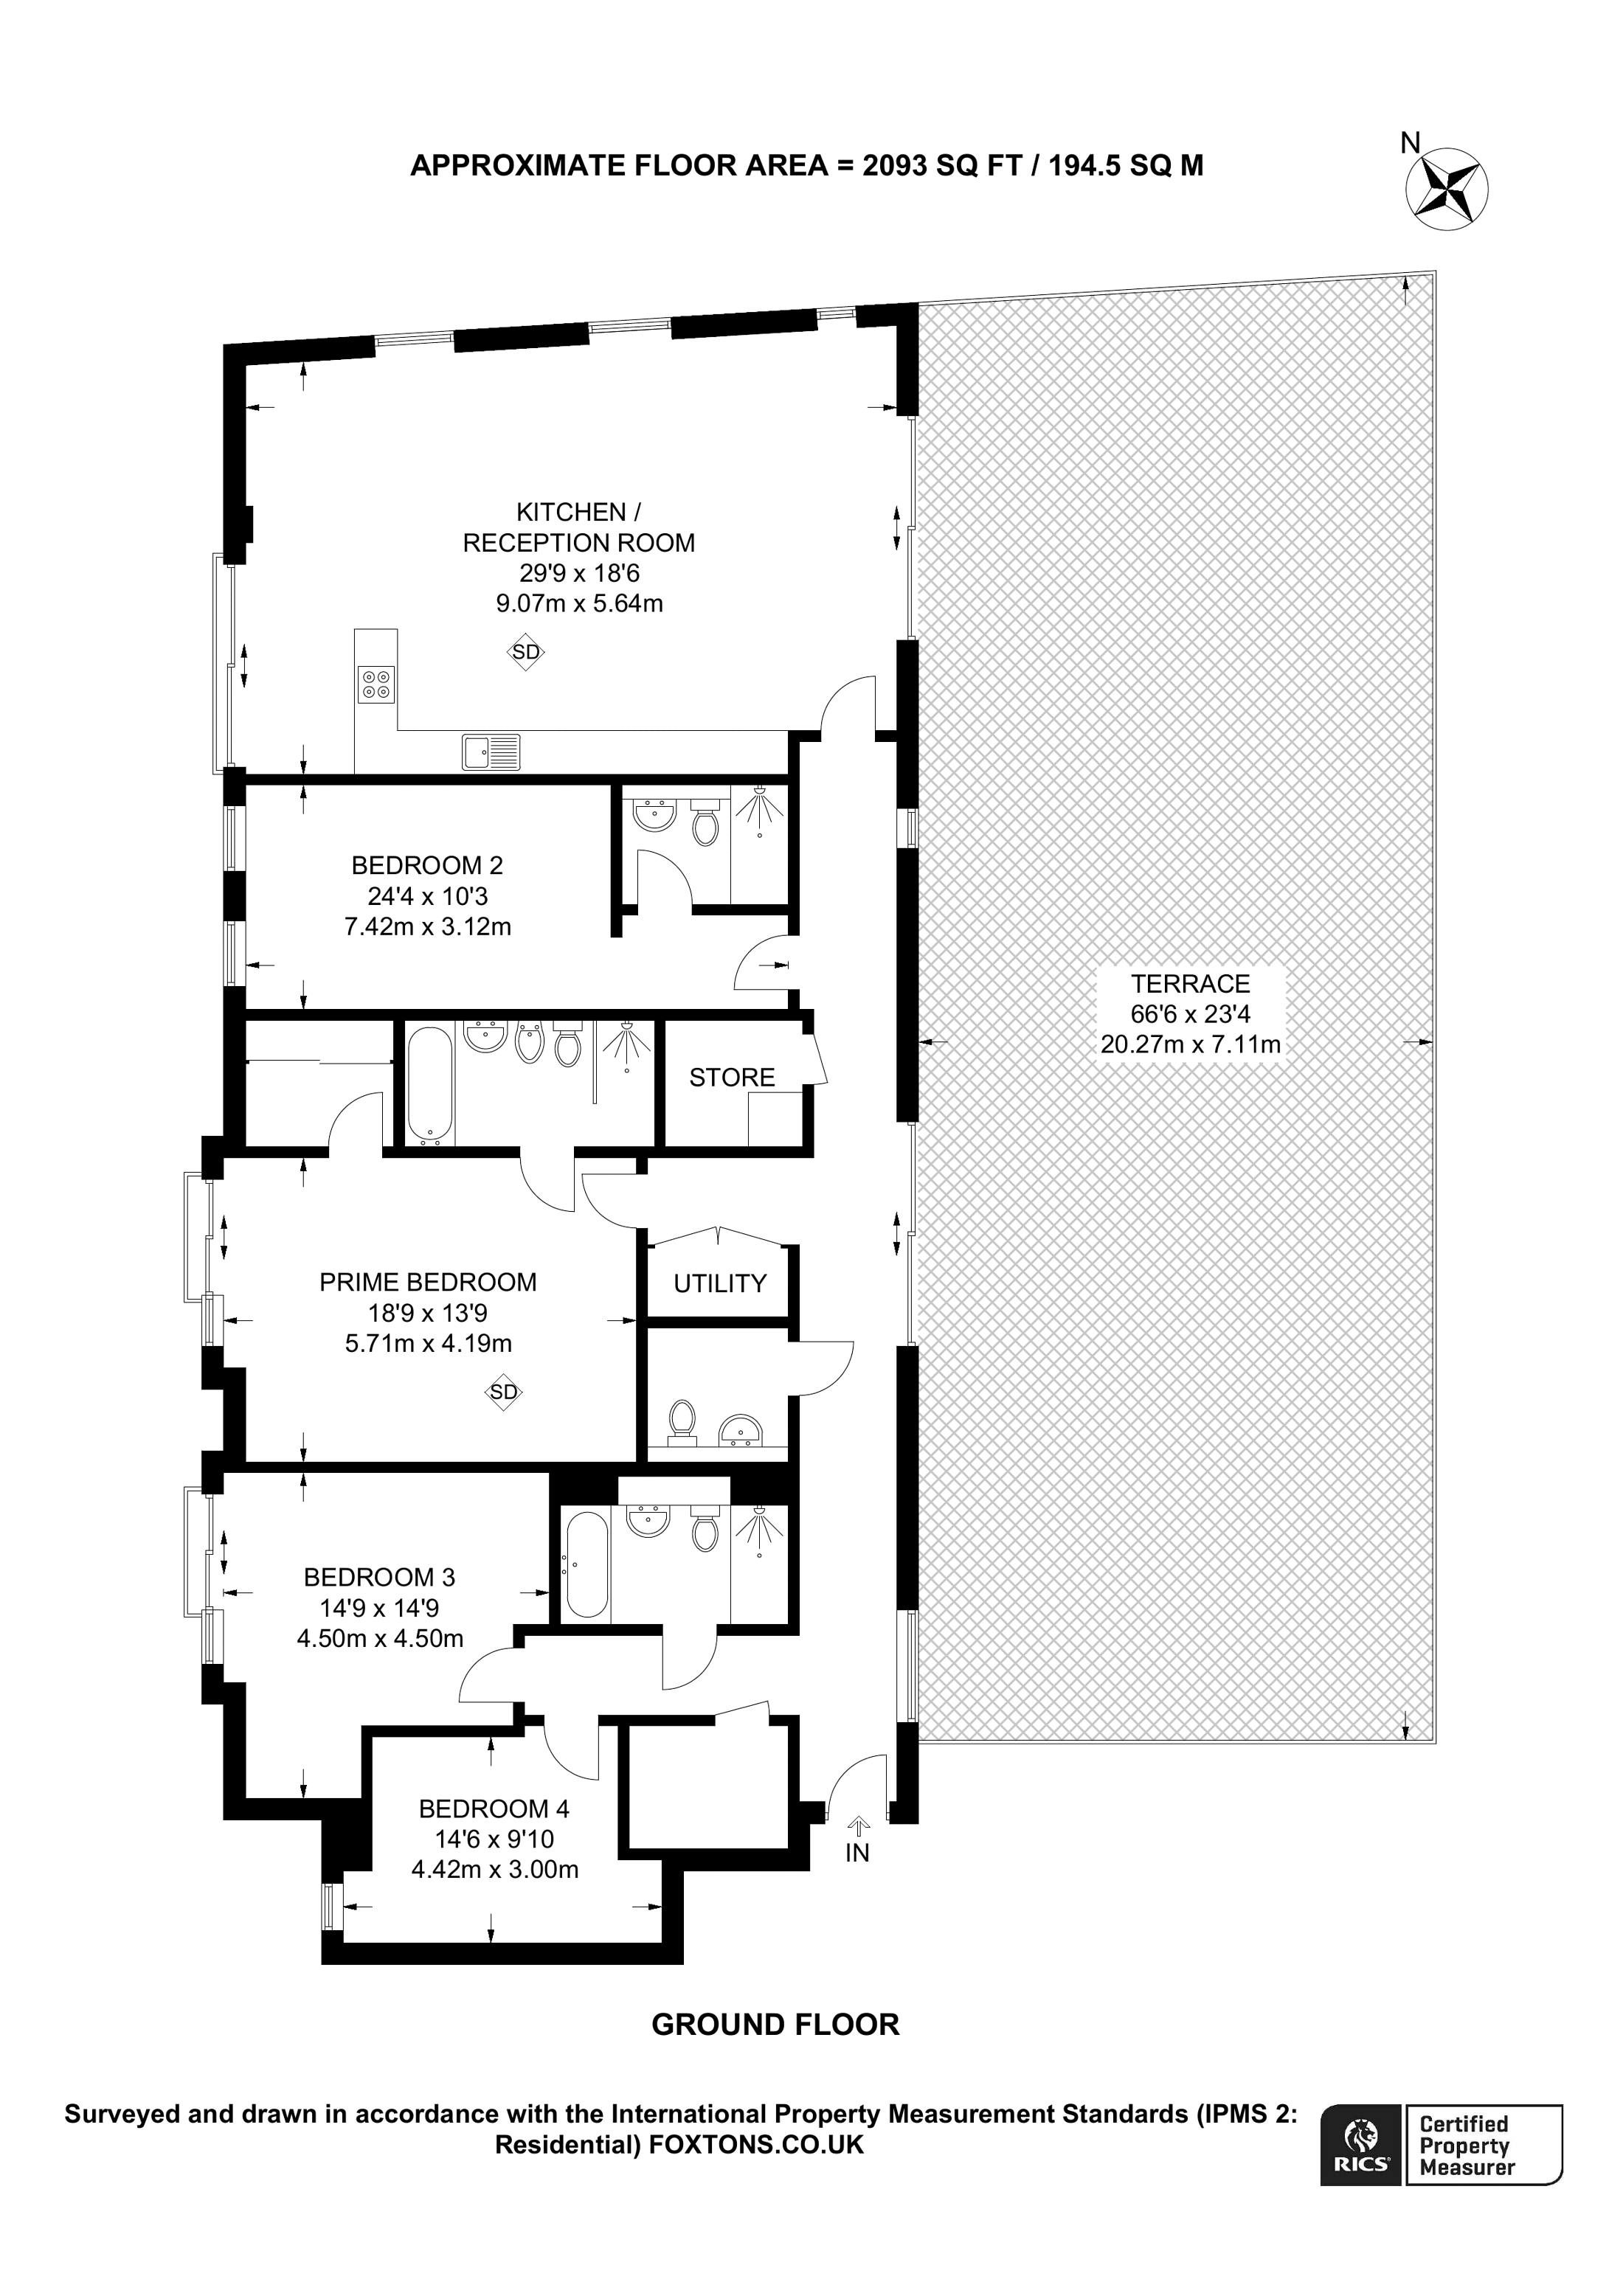 APPROXIMATE FLOOR AREA = 2093 SQ FT / 194.5 SQ M
N
KITCHEN /
RECEPTION ROOM
29'9 x 18'6
9.07m x 5.64m
SD
BEDROOM 2
24'4 x 10'3
7.42m x 3.12m
TERRACE
66'6 x 23'4
20.27m x 7.11m
STORE
PRIME BEDROOM
18'9 x 13'9
5.71m x 4.19m
SD
UTILITY
BEDROOM 3
14'9 x 14'9
4.50m x 4.50m
BEDROOM 4
14'6 x 9'10
4.42m x 3.00m
IN
GROUND FLOOR
Surveyed and drawn in accordance with the International Property Measurement Standards (IPMS 2:
Residential) FOXTONS.CO.UK
RICS
Certified
Property
Measurer